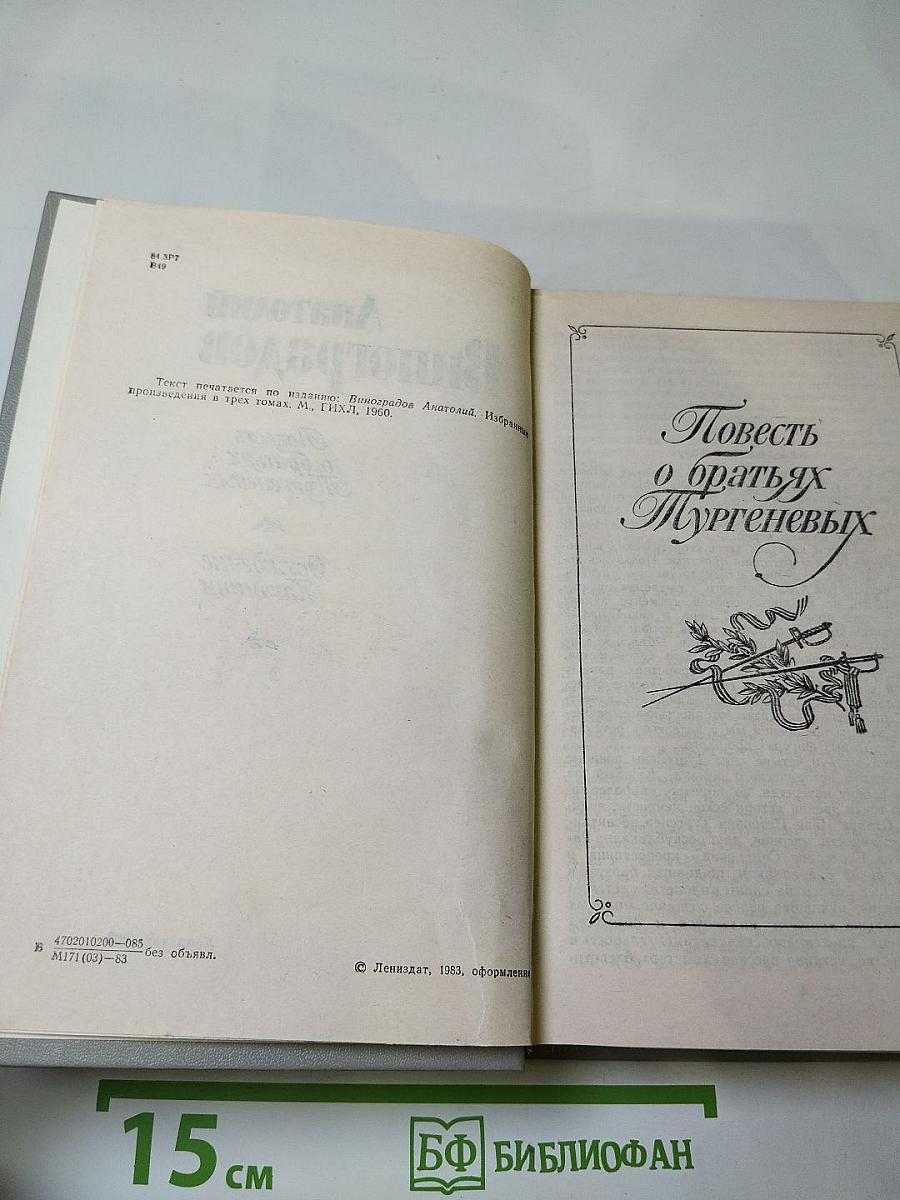 84.3Р7
В49
Текст печатается по изданию: Виноградов Анатолий. Избранные
произведения в трех томах. М., ГИХЛ, 1960.
4702010200—085
В без объявл.
М171(03)—83
© Лениздат, 1983, оформление
Повесть
о братьях
Тургеневых
15 см
БФ БИБЛИОФАН